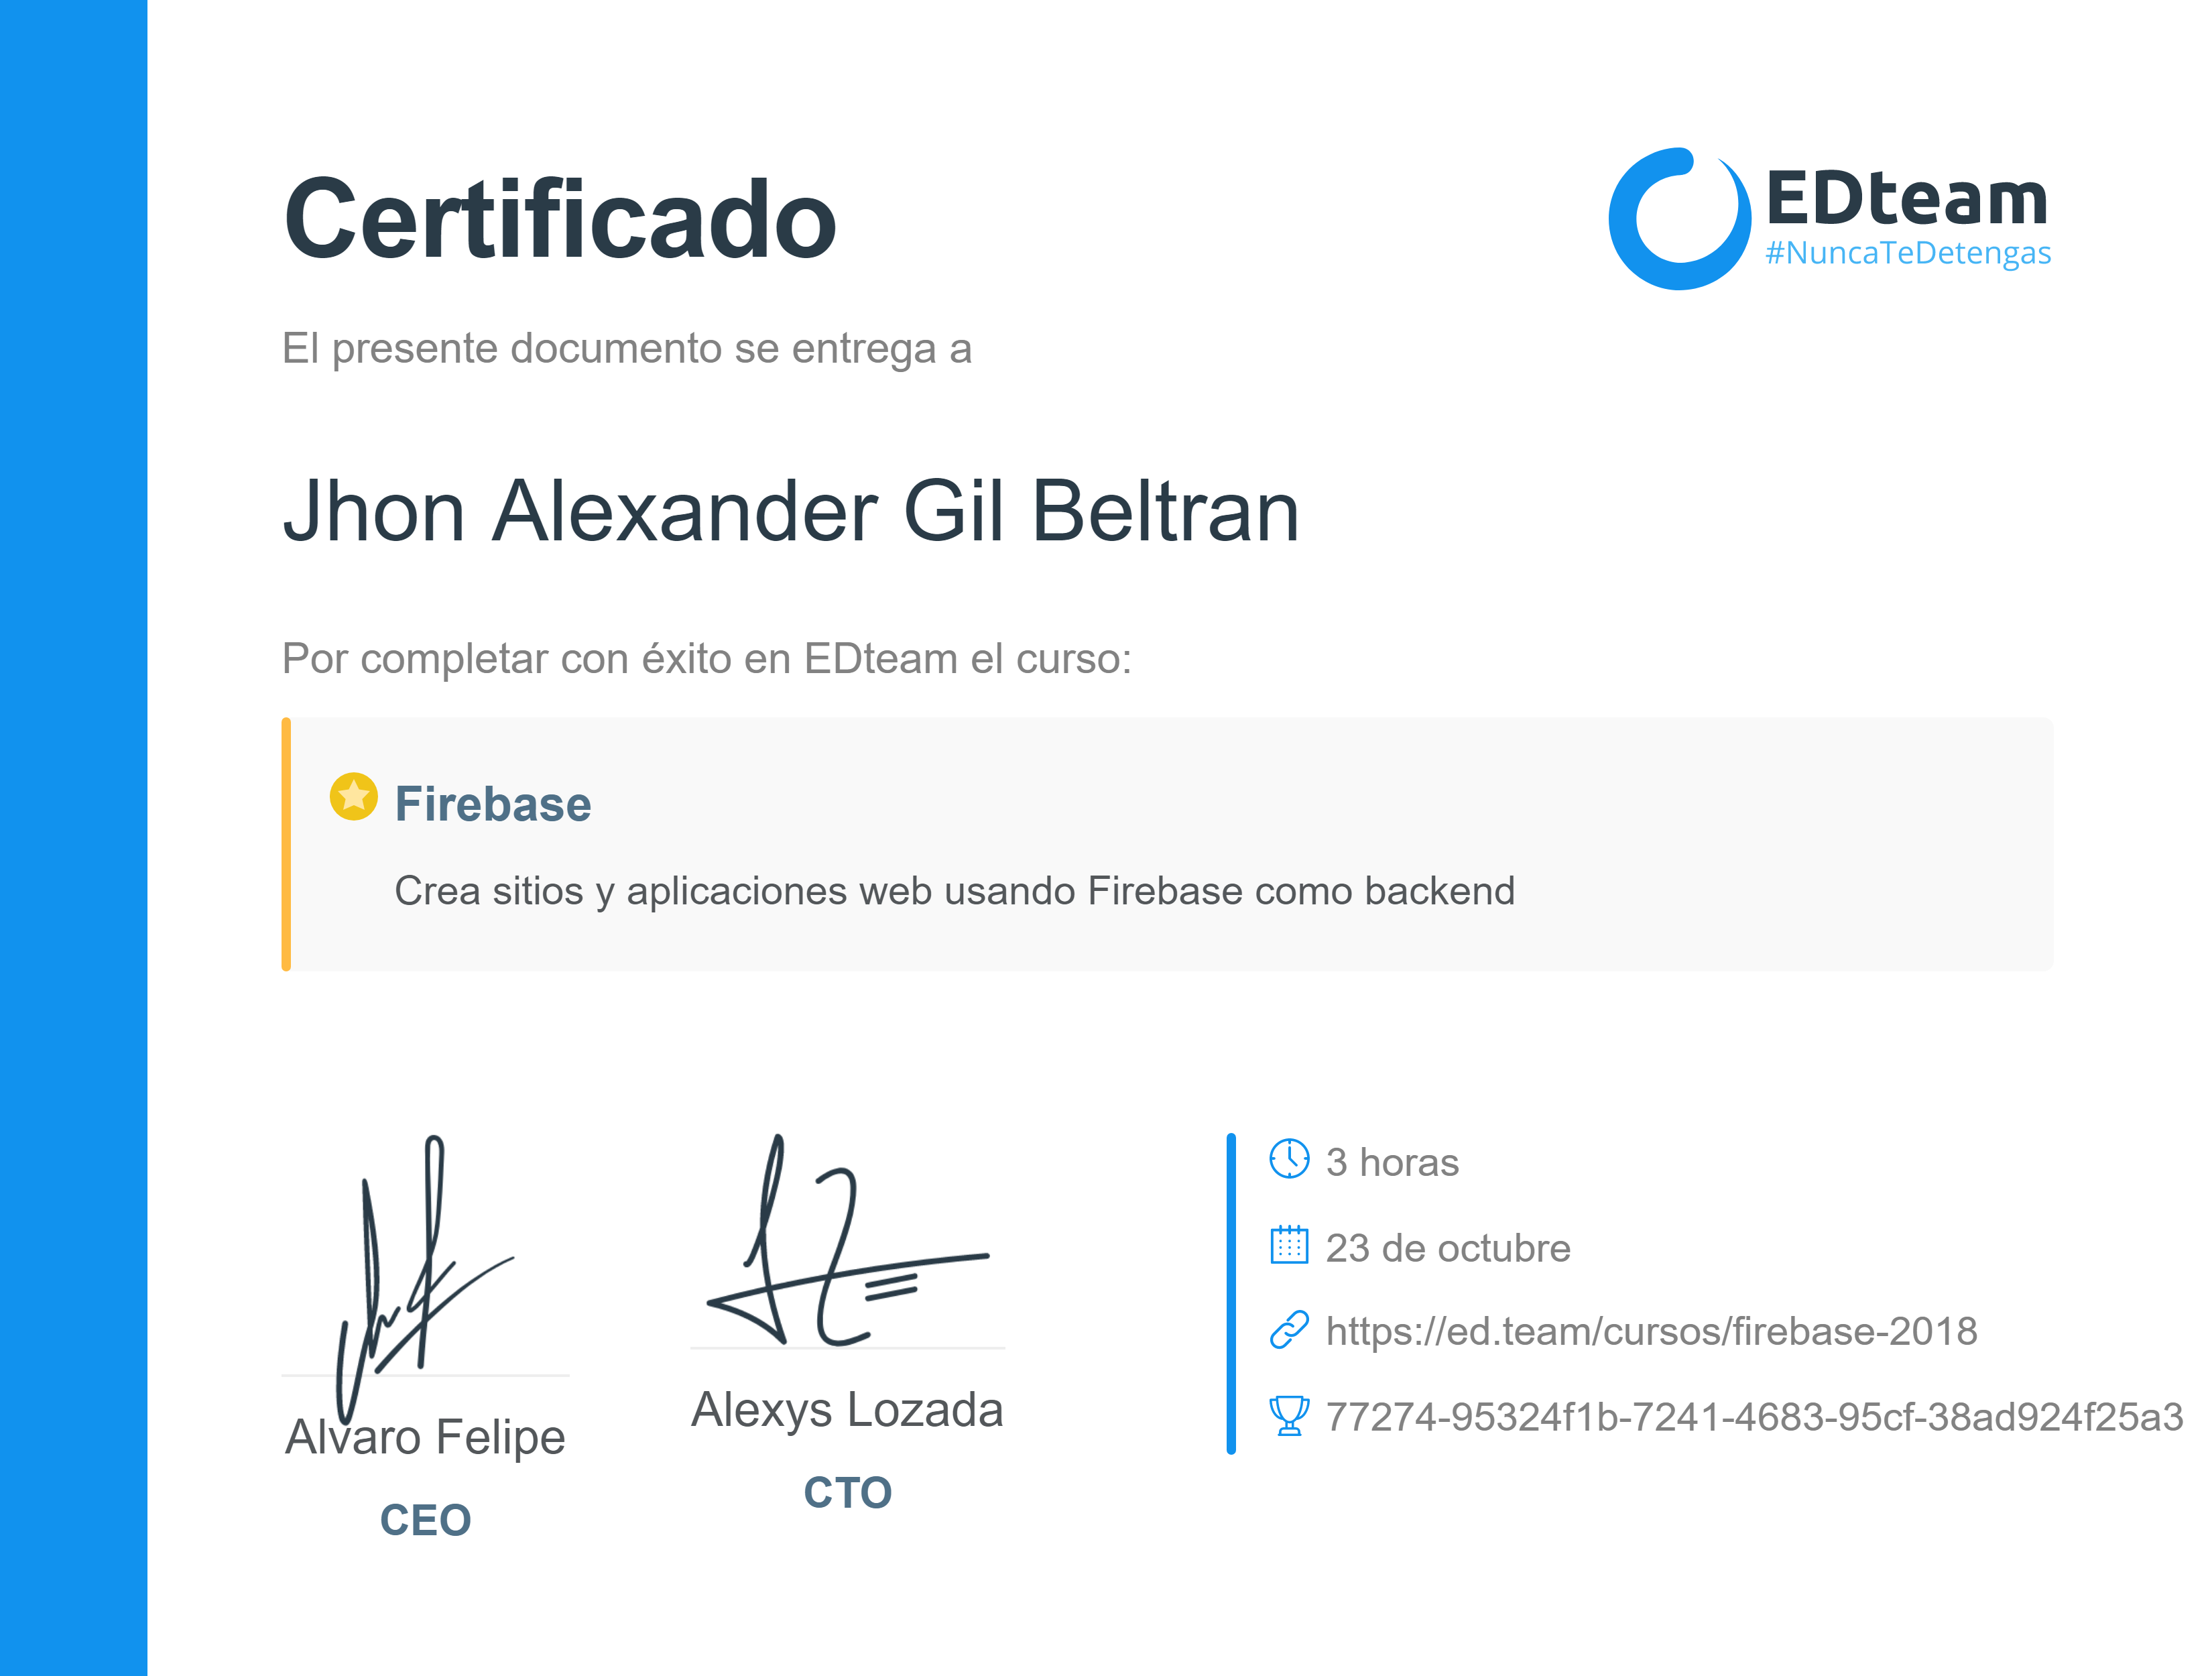 Certificado
EDteam
#NuncaTeDetengas
El presente documento se entrega a
Jhon Alexander Gil Beltran
Por completar con éxito en EDteam el curso:
Firebase
Crea sitios y aplicaciones web usando Firebase como backend
Alvaro Felipe
CEO
Alexys Lozada
CTO
3 horas
23 de octubre
https://ed.team/cursos/firebase-2018
77274-95324f1b-7241-4683-95cf-38ad924f25a3